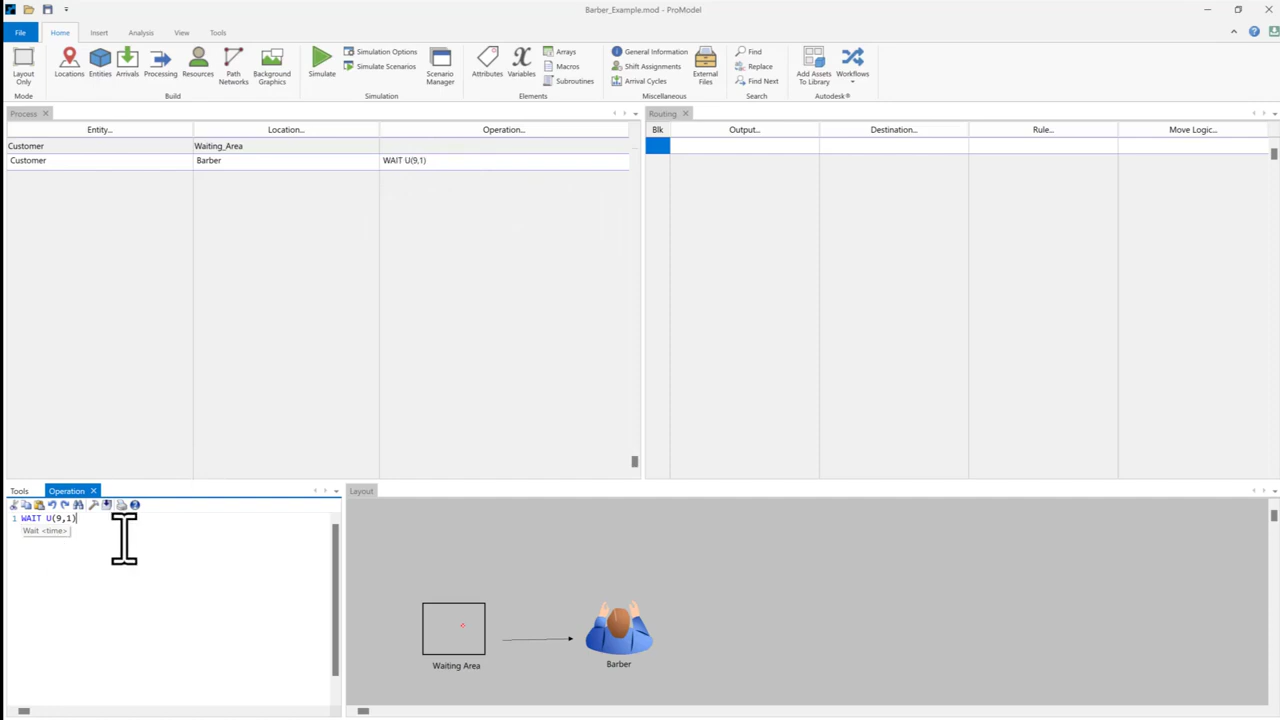 Barber_Example.mod - ProModel
File Home Insert Analysis View Tools
Layout Only
Locations
Entities
Arrivals
Processing
Resources
Path Networks
Background Graphics
Simulate
Simulation Options
Simulate Scenarios
Scenario Manager
Attributes
Variables
Arrays
Macros
Subroutines
General Information
Shift Assignments
Arrival Cycles
External Files
Find
Replace
Find Next
Add Assets To Library
Workflows
Mode Build Simulation Elements Miscellaneous Search Autodesk®
Process
Entity... Location... Operation...
Customer Waiting_Area
Customer Barber WAIT U(9,1)
Routing
Blk Output... Destination... Rule... Move Logic...
Tools Operation
1 WAIT U(9,1)
Wait <time>
Layout
Waiting Area
Barber